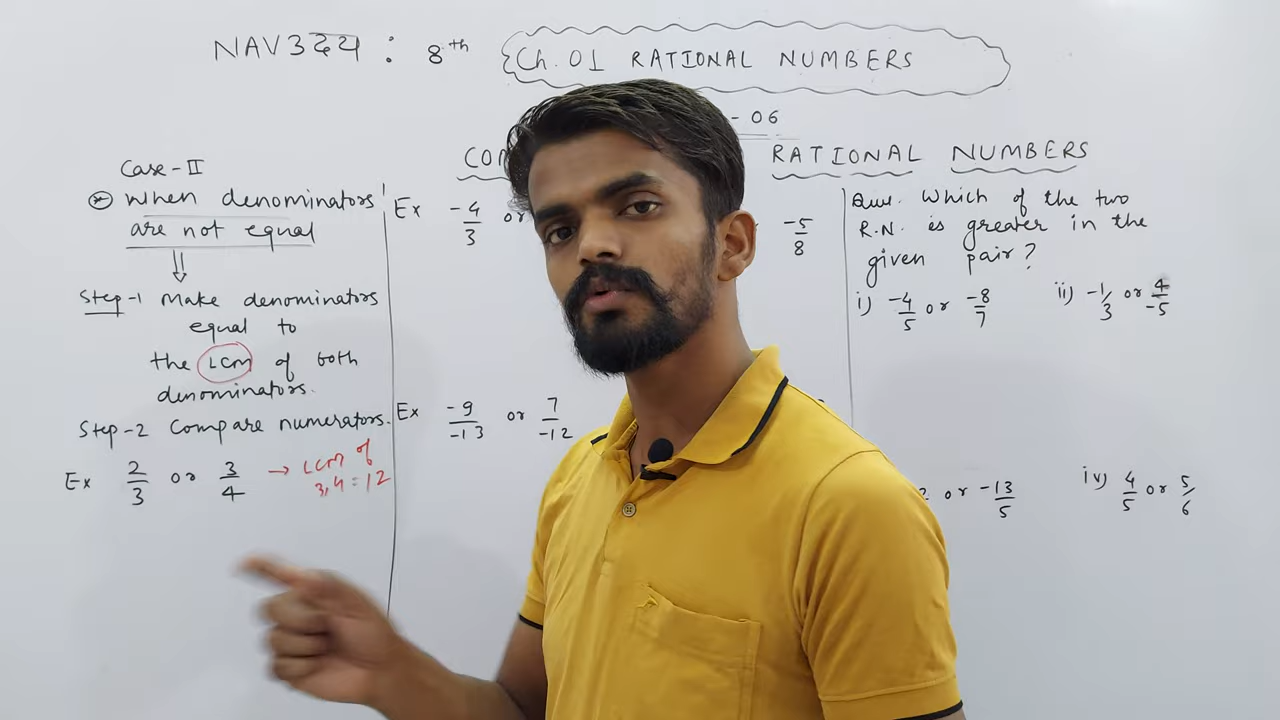 NAV344 : 8th Ch. 01 RATIONAL NUMBERS
- 06
RATIONAL NUMBERS
Case-II
When denominators
are not equal
Step-1 Make denominators
equal to
the LCM of both
denominators.
Step-2 Compare numerators.
Ex 2/3 or 3/4 → LCM of
3,4 = 12
Ex -4/3 or
-5/8
Ex -9/-13 or 7/-12
Ques. Which of the two
R.N. is greater in the
given pair?
i) -4/5 or -8/7
ii) -1/3 or 4/-5
or -13/5
iv) 4/5 or 5/6